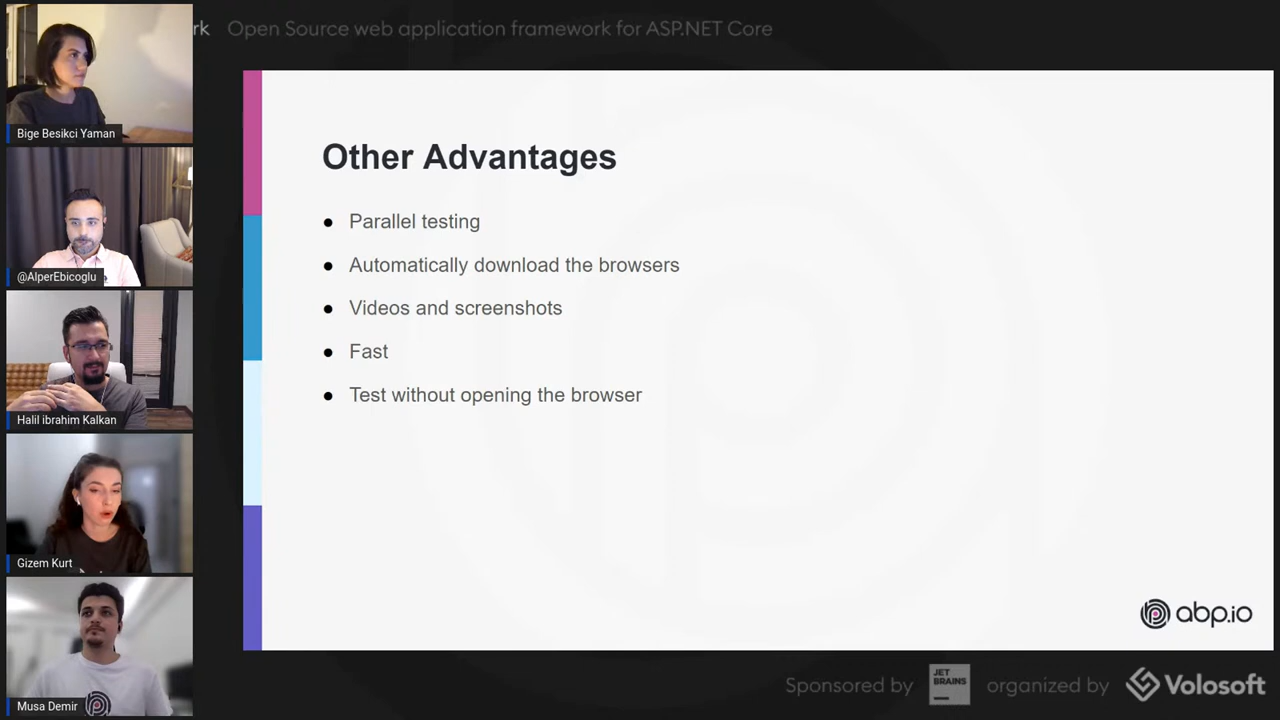 rk Open Source web application framework for ASP.NET Core
Bige Besikci Yaman
@AlperEbicoglu
Halil ibrahim Kalkan
Gizem Kurt
Musa Demir
Other Advantages
● Parallel testing
● Automatically download the browsers
● Videos and screenshots
● Fast
● Test without opening the browser
abp.io
Sponsored by JET BRAINS organized by Volosoft